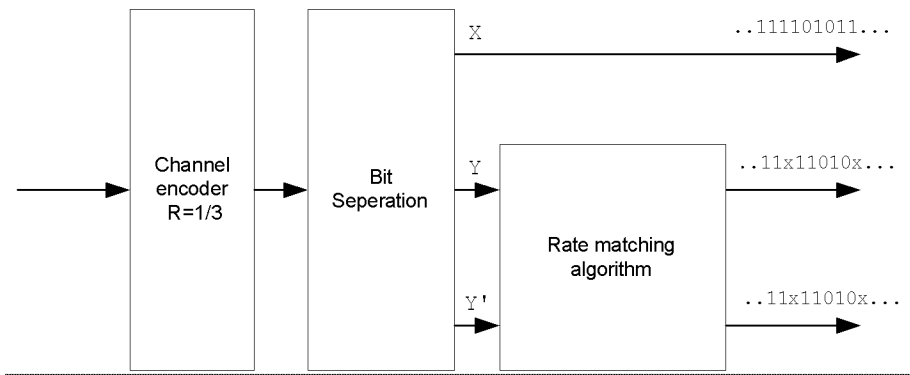 X
..111101011...
Channel
encoder
R=1/3
Bit
Seperation
Y
..11x11010x...
Rate matching
algorithm
Y'
..11x11010x...